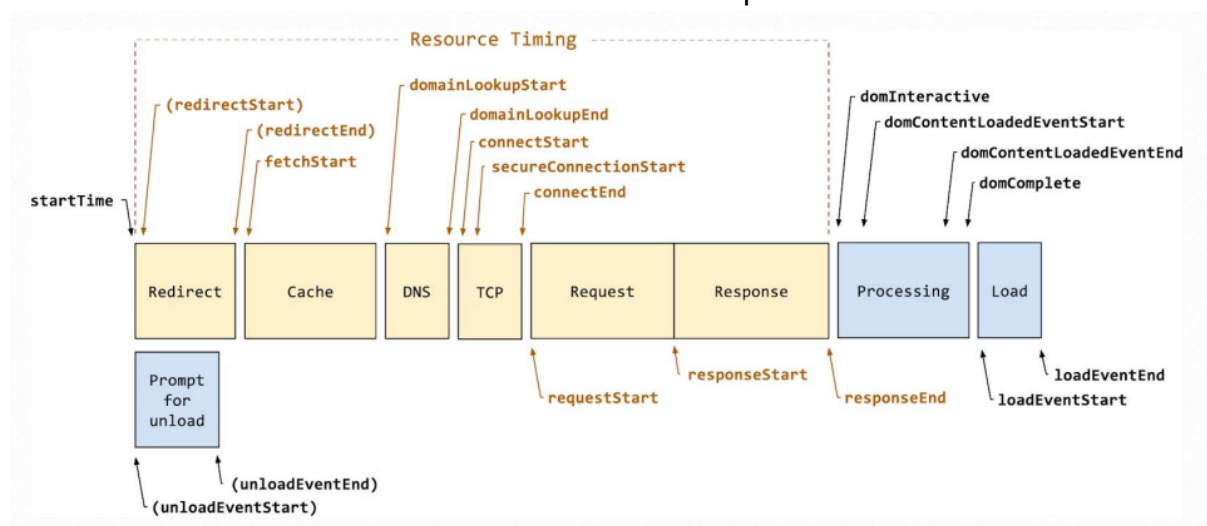 Resource Timing
domainLookupStart
(redirectStart)
domInteractive
domainLookupEnd
domContentLoadedEventStart
(redirectEnd)
connectStart
domContentLoadedEventEnd
fetchStart
secureConnectionStart
domComplete
connectEnd
startTime
Redirect
Cache
DNS
TCP
Request
Response
Processing
Load
Prompt
for
unload
responseStart
loadEventEnd
requestStart
responseEnd
loadEventStart
(unloadEventEnd)
(unloadEventStart)